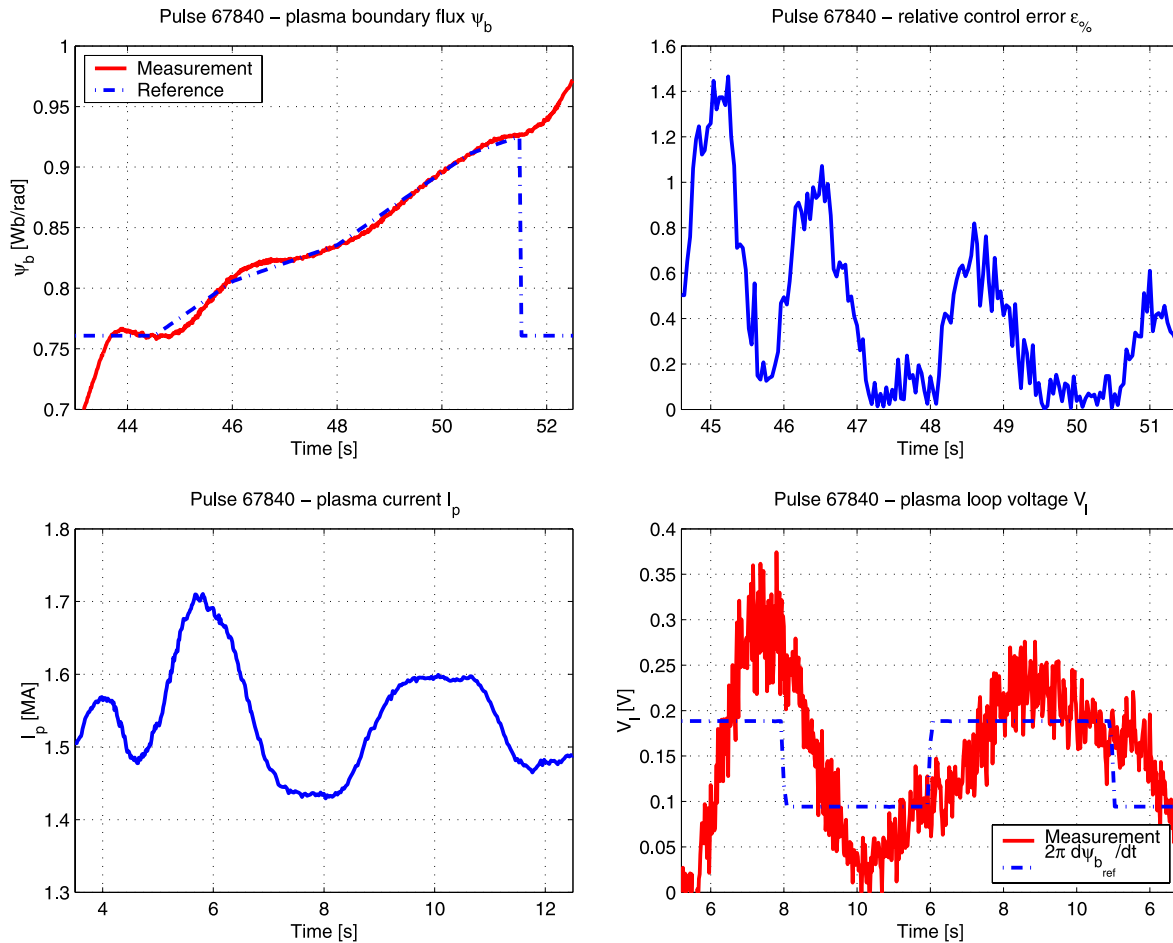 Pulse 67840 – plasma boundary flux ψ_b
1
0.95
0.9
0.85
0.8
0.75
0.7
ψ_b [Wb/rad]
Measurement
Reference
44 46 48 50 52
Time [s]
Pulse 67840 – relative control error ε_%
1.6
1.4
1.2
1
0.8
0.6
0.4
0.2
0
45 46 47 48 49 50 51
Time [s]
Pulse 67840 – plasma current I_p
1.8
1.7
1.6
1.5
1.4
1.3
I_p [MA]
4 6 8 10 12
Time [s]
Pulse 67840 – plasma loop voltage V_l
0.4
0.35
0.3
0.25
0.2
0.15
0.1
0.05
0
V_l [V]
Measurement
2π dψ_b_ref /dt
6 8 10 6 8 10 6
Time [s]